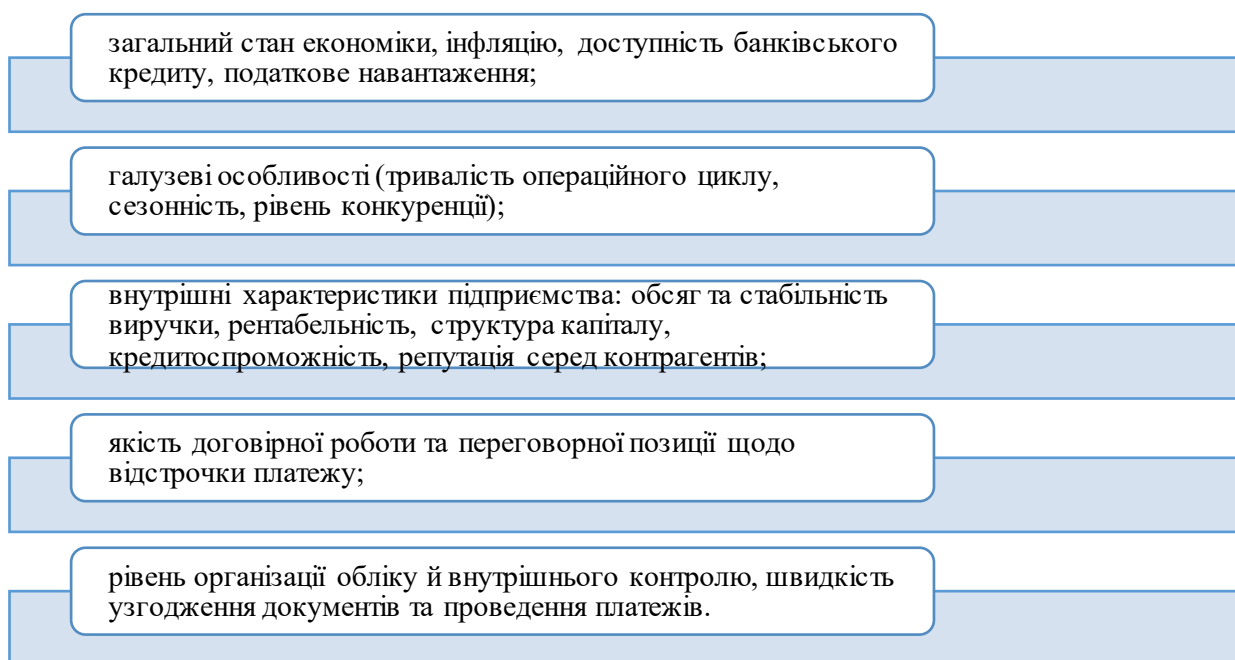 загальний стан економіки, інфляцію, доступність банківського
кредиту, податкове навантаження;
галузеві особливості (тривалість операційного циклу,
сезонність, рівень конкуренції);
внутрішні характеристики підприємства: обсяг та стабільність
виручки, рентабельність, структура капіталу,
кредитоспроможність, репутація серед контрагентів;
якість договірної роботи та переговорної позиції щодо
відстрочки платежу;
рівень організації обліку й внутрішнього контролю, швидкість
узгодження документів та проведення платежів.